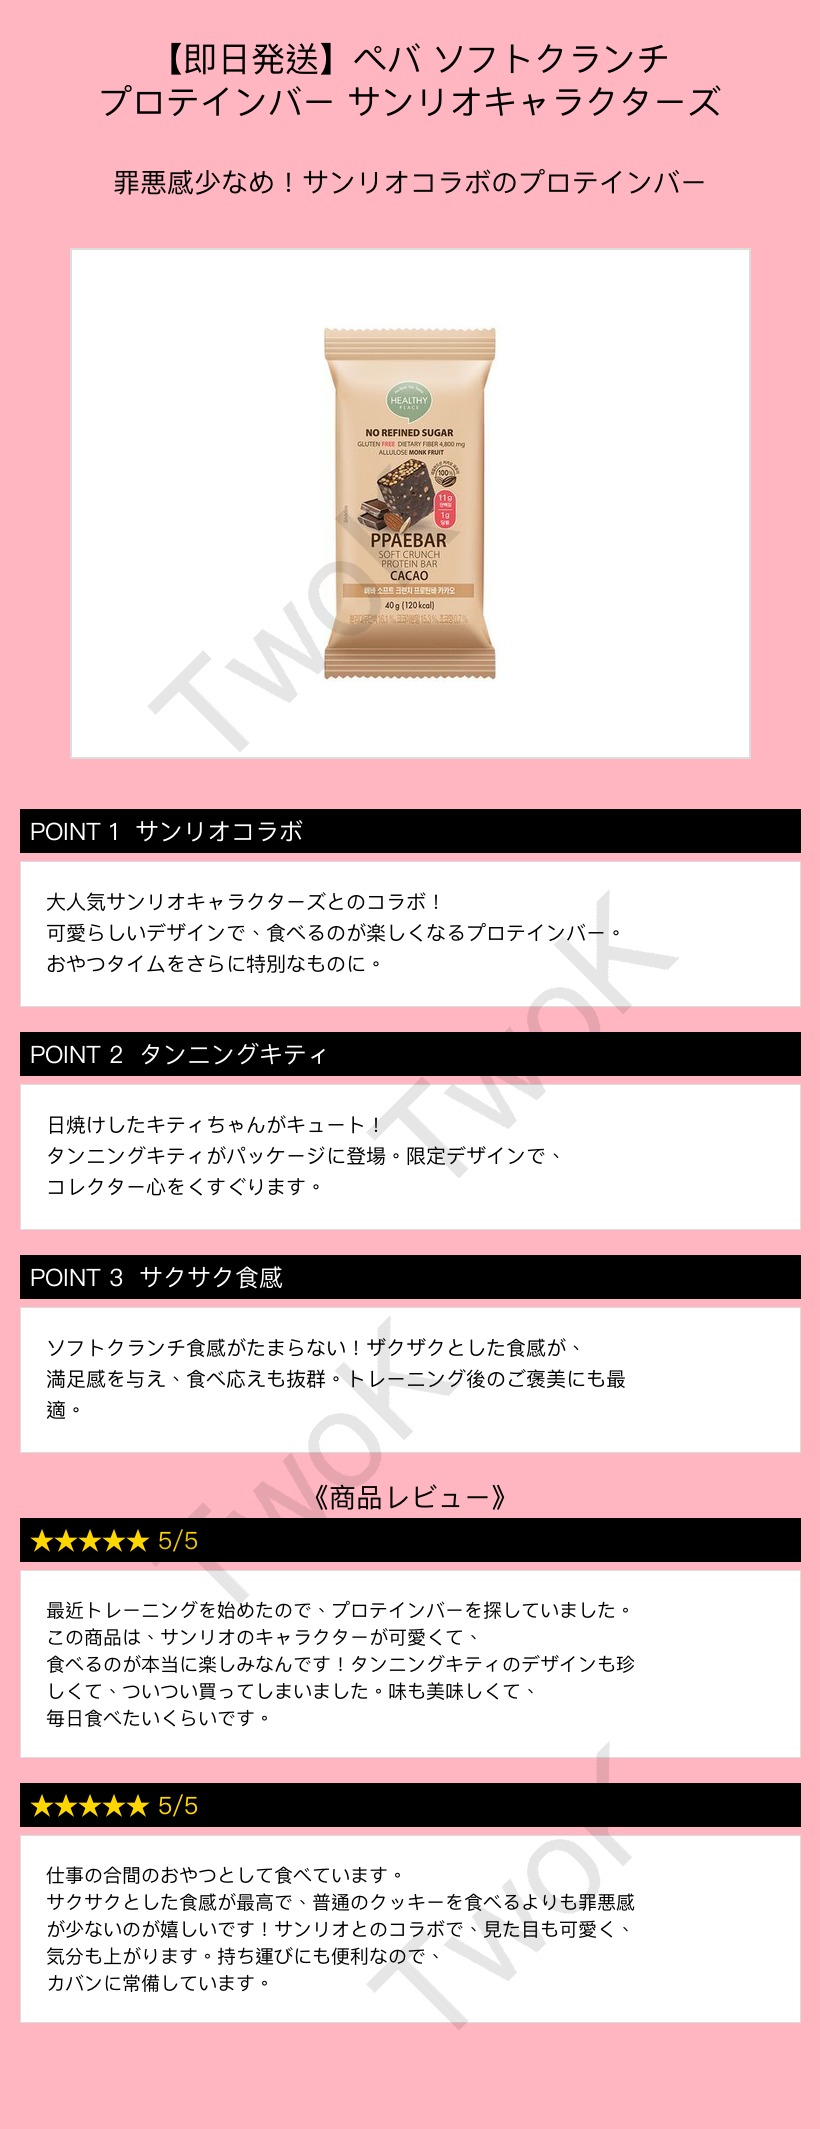 【即日発送】ペバ ソフトクランチ
プロテインバー サンリオキャラクターズ
罪悪感少なめ！サンリオコラボのプロテインバー
HEALTHY
PLACE
NO REFINED SUGAR
GLUTEN FREE DIETARY FIBER 4,800 mg
ALLULOSE MONK FRUIT
100%
11g
단백질
1g
당류
PPAEBAR
SOFT CRUNCH
PROTEIN BAR
CACAO
빼바 소프트 크런치 프로틴바 카카오
40 g (120 kcal)
TwoK
POINT 1 サンリオコラボ
大人気サンリオキャラクターズとのコラボ！
可愛らしいデザインで、食べるのが楽しくなるプロテインバー。
おやつタイムをさらに特別なものに。
TwoK
POINT 2 タンニングキティ
日焼けしたキティちゃんがキュート！
タンニングキティがパッケージに登場。限定デザインで、
コレクター心をくすぐります。
POINT 3 サクサク食感
ソフトクランチ食感がたまらない！ザクザクとした食感が、
満足感を与え、食べ応えも抜群。トレーニング後のご褒美にも最
適。
TwoK
《商品レビュー》
★★★★★ 5/5
最近トレーニングを始めたので、プロテインバーを探していました。
この商品は、サンリオのキャラクターが可愛くて、
食べるのが本当に楽しみなんです！タンニングキティのデザインも珍
しくて、ついつい買ってしまいました。味も美味しくて、
毎日食べたいくらいです。
★★★★★ 5/5
仕事の合間のおやつとして食べています。
サクサクとした食感が最高で、普通のクッキーを食べるよりも罪悪感
が少ないのが嬉しいです！サンリオとのコラボで、見た目も可愛く、
気分も上がります。持ち運びにも便利なので、
カバンに常備しています。
TwoK